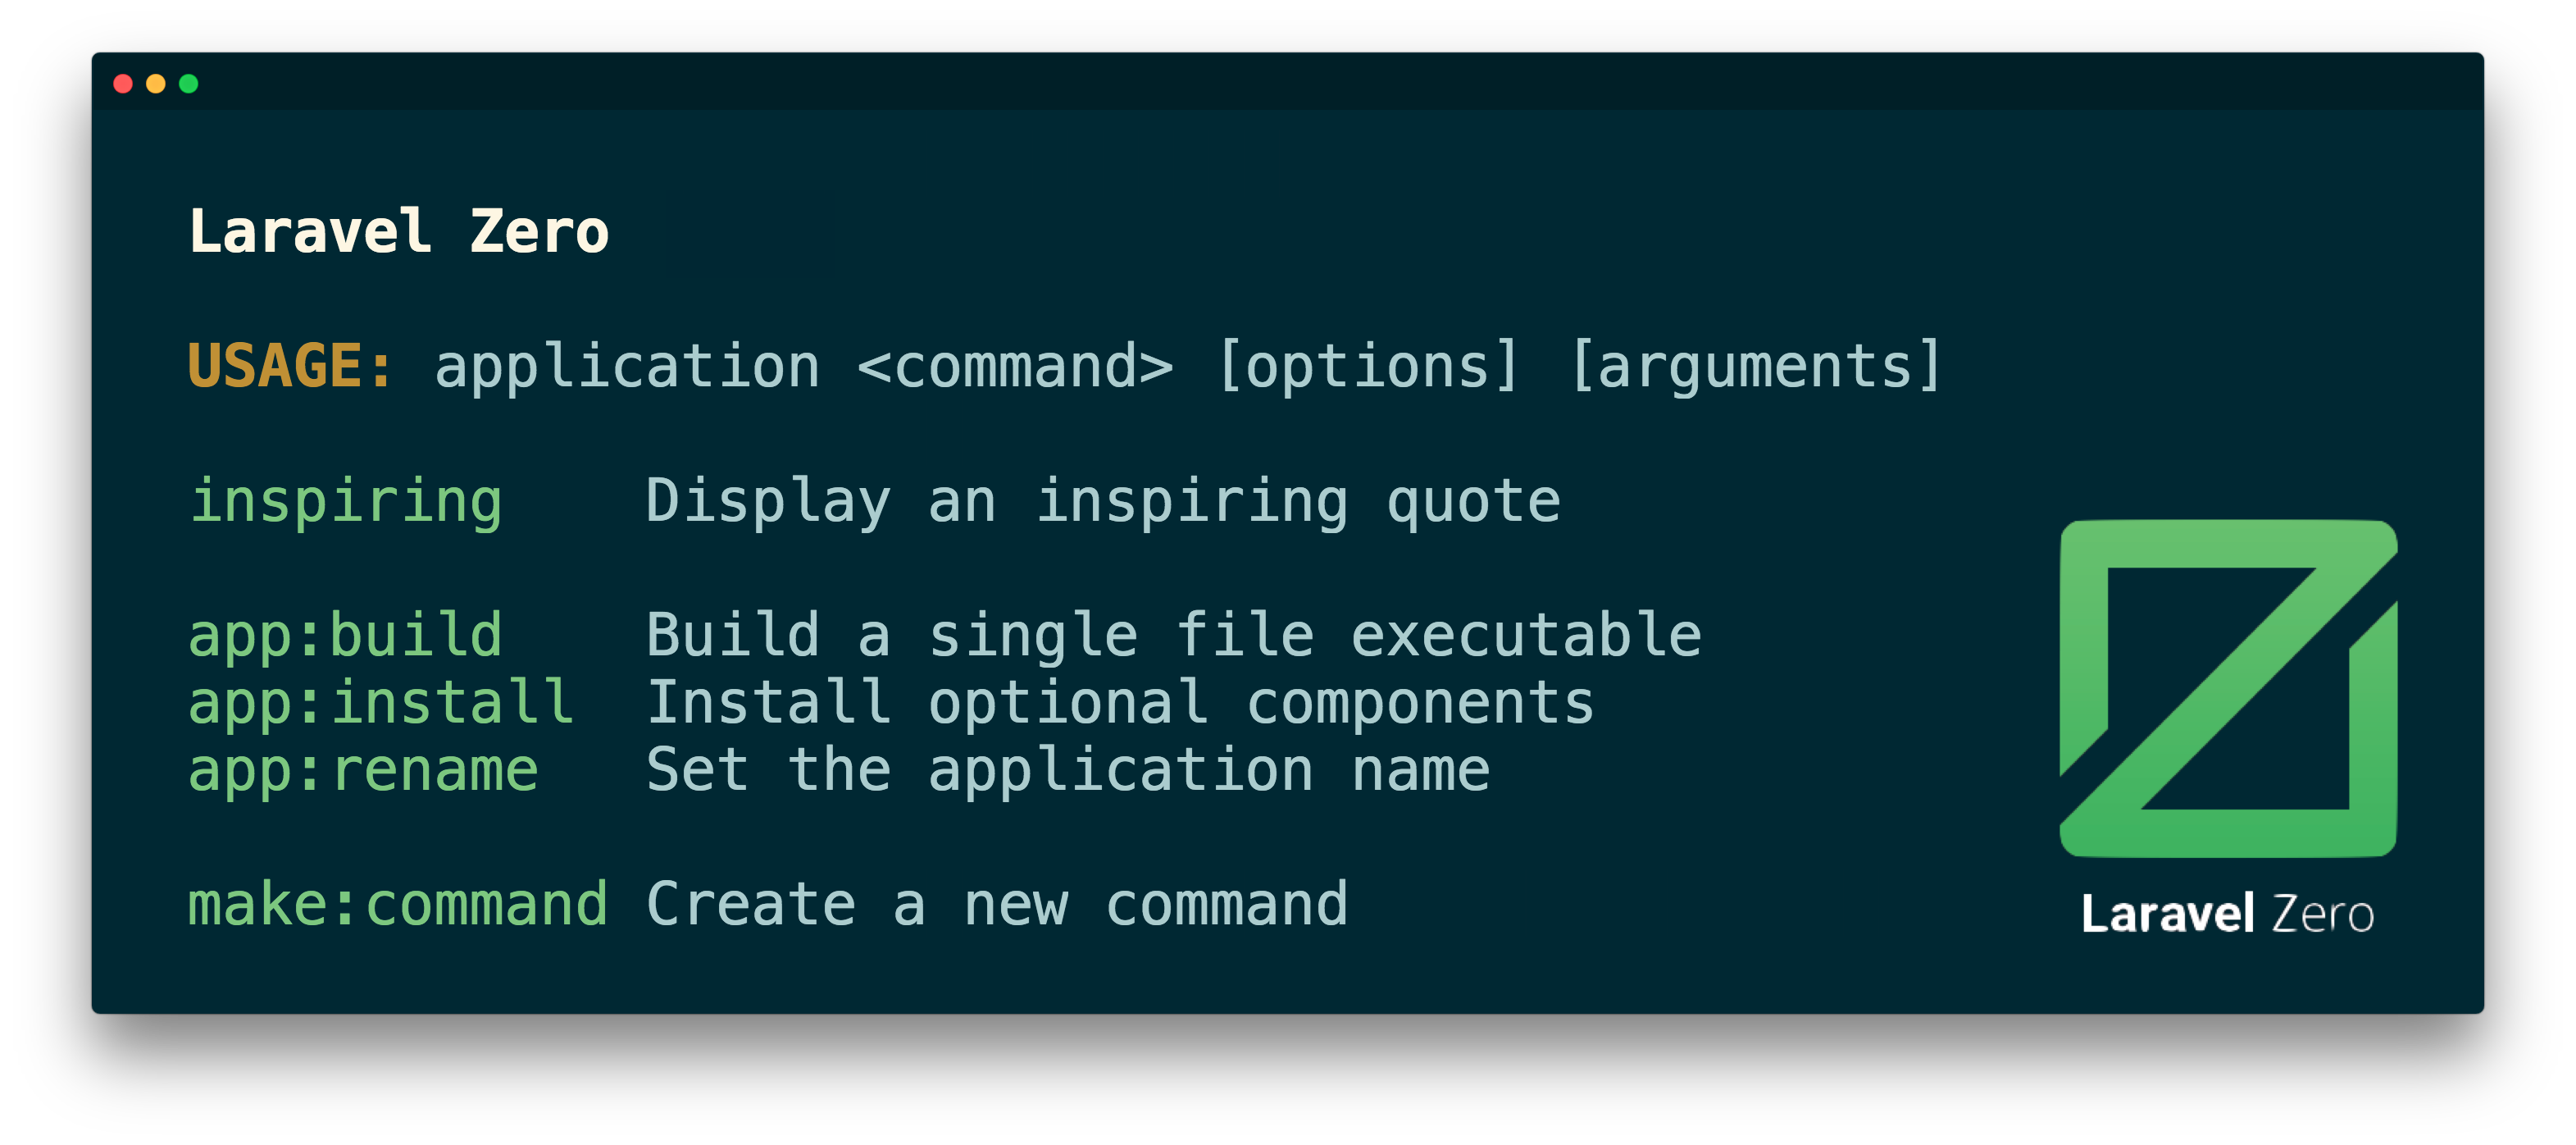 Laravel Zero
USAGE: application <command> [options] [arguments]
inspiring Display an inspiring quote
app:build Build a single file executable
app:install Install optional components
app:rename Set the application name
make:command Create a new command
Laravel Zero